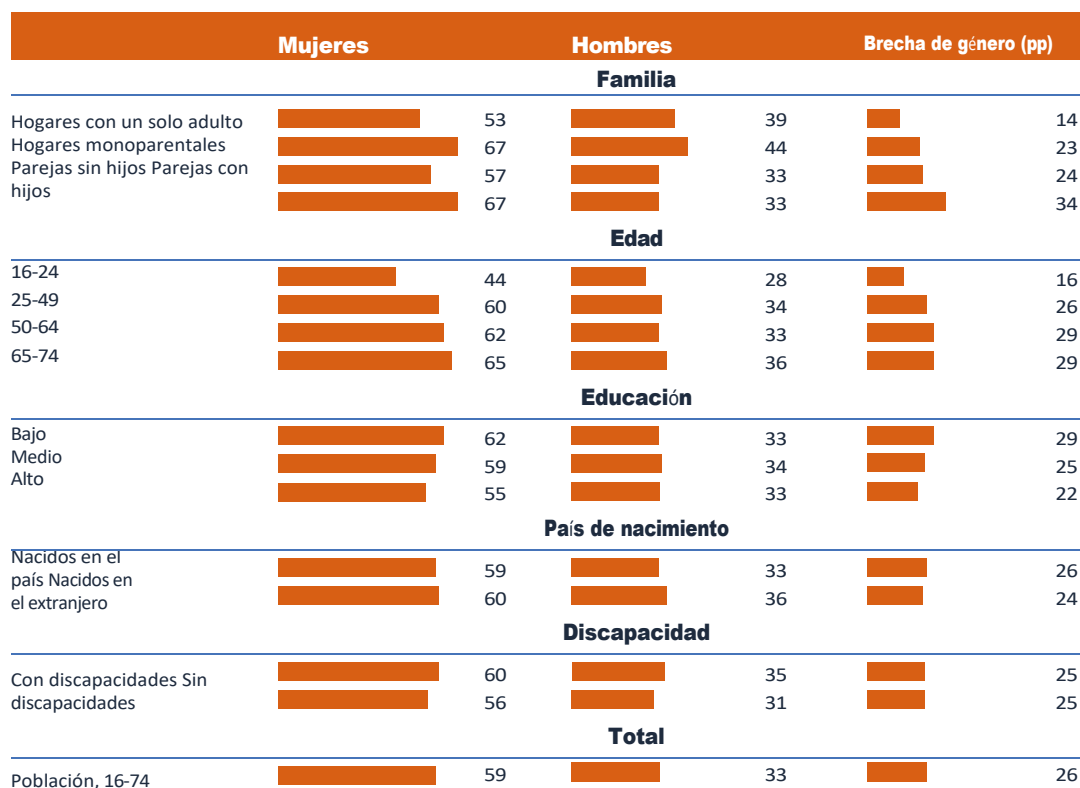 Mujeres Hombres Brecha de género (pp)
Familia
Hogares con un solo adulto 53 39 14
Hogares monoparentales 67 44 23
Parejas sin hijos Parejas con 57 33 24
hijos 67 33 34
Edad
16-24 44 28 16
25-49 60 34 26
50-64 62 33 29
65-74 65 36 29
Educación
Bajo 62 33 29
Medio 59 34 25
Alto 55 33 22
País de nacimiento
Nacidos en el
país Nacidos en 59 33 26
el extranjero 60 36 24
Discapacidad
Con discapacidades Sin 60 35 25
discapacidades 56 31 25
Total
Población, 16-74 59 33 26